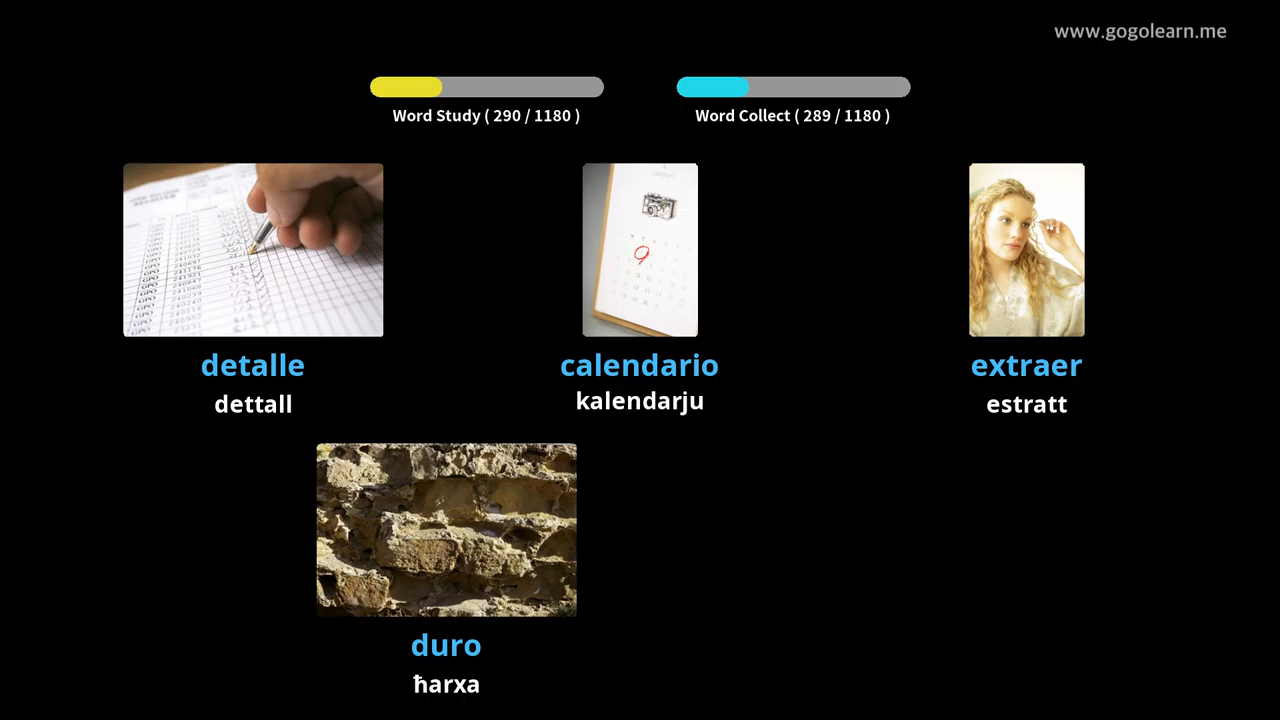 www.gogolearn.me
Word Study ( 290 / 1180 )
Word Collect ( 289 / 1180 )
detalle
dettall
calendario
kalendarju
extraer
estratt
duro
ħarxa